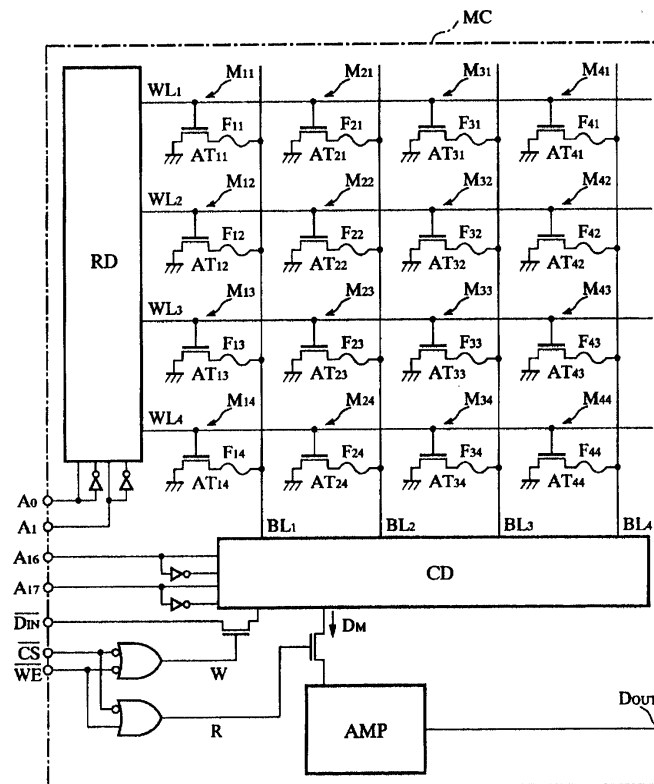 MC
M11 M21 M31 M41
WL1
F11 F21 F31 F41
AT11 AT21 AT31 AT41
M12 M22 M32 M42
WL2
F12 F22 F32 F42
RD
AT12 AT22 AT32 AT42
M13 M23 M33 M43
WL3
F13 F23 F33 F43
AT13 AT23 AT33 AT43
M14 M24 M34 M44
WL4
F14 F24 F34 F44
AT14 AT24 AT34 AT44
A0
A1
BL1 BL2 BL3 BL4
A16
CD
A17
DIN
DM
CS
W
WE
DOUT
R
AMP